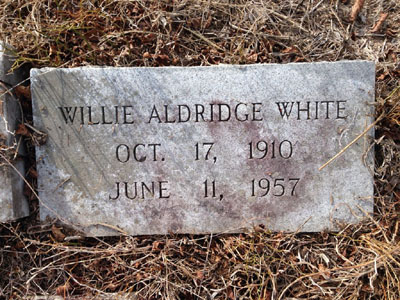 WILLIE ALDRIDGE WHITE
OCT. 17, 1910
JUNE 11, 1957